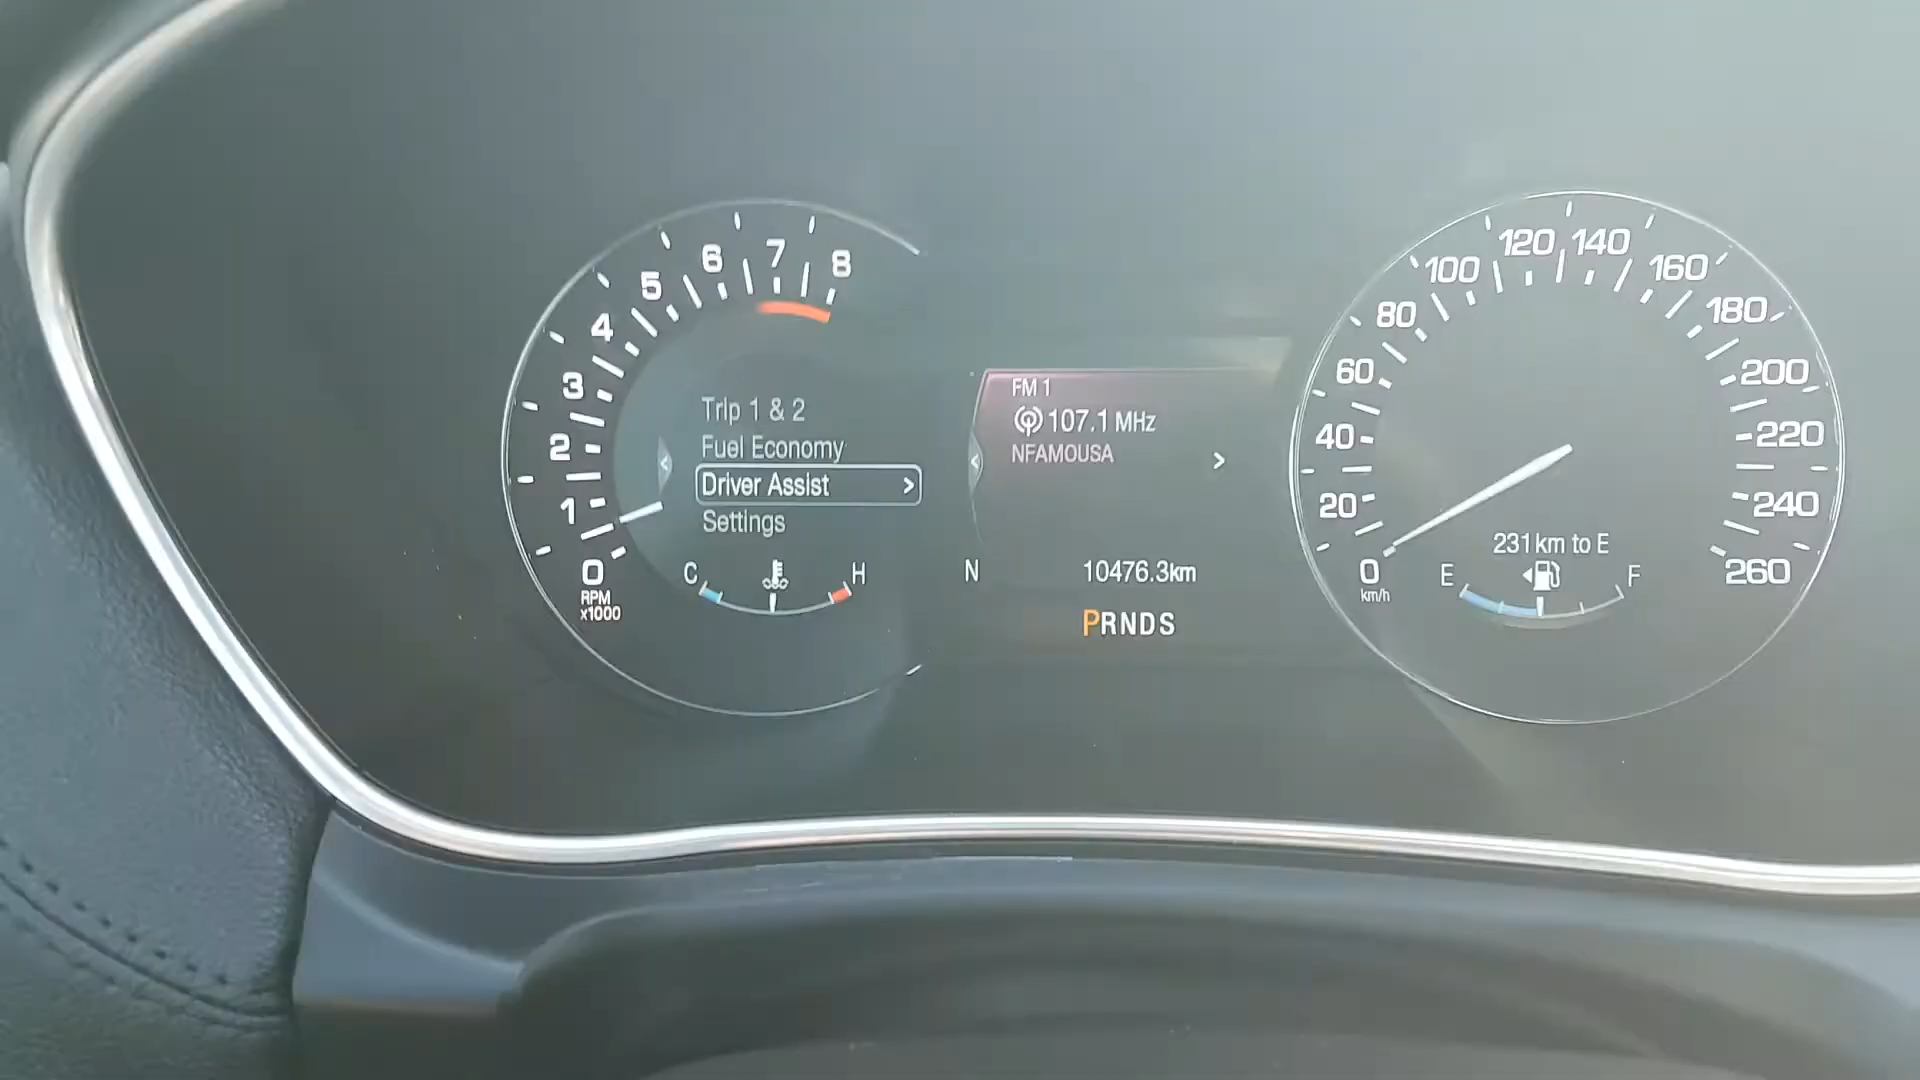 0
1
2
3
4
5
6
7
8
RPM
x1000
Trip 1 & 2
Fuel Economy
Driver Assist >
Settings
C
H
FM 1
107.1 MHz
NFAMOUSA
N
10476.3km
PRNDS
0
20
40
60
80
100
120
140
160
180
200
220
240
260
km/h
231 km to E
E
F